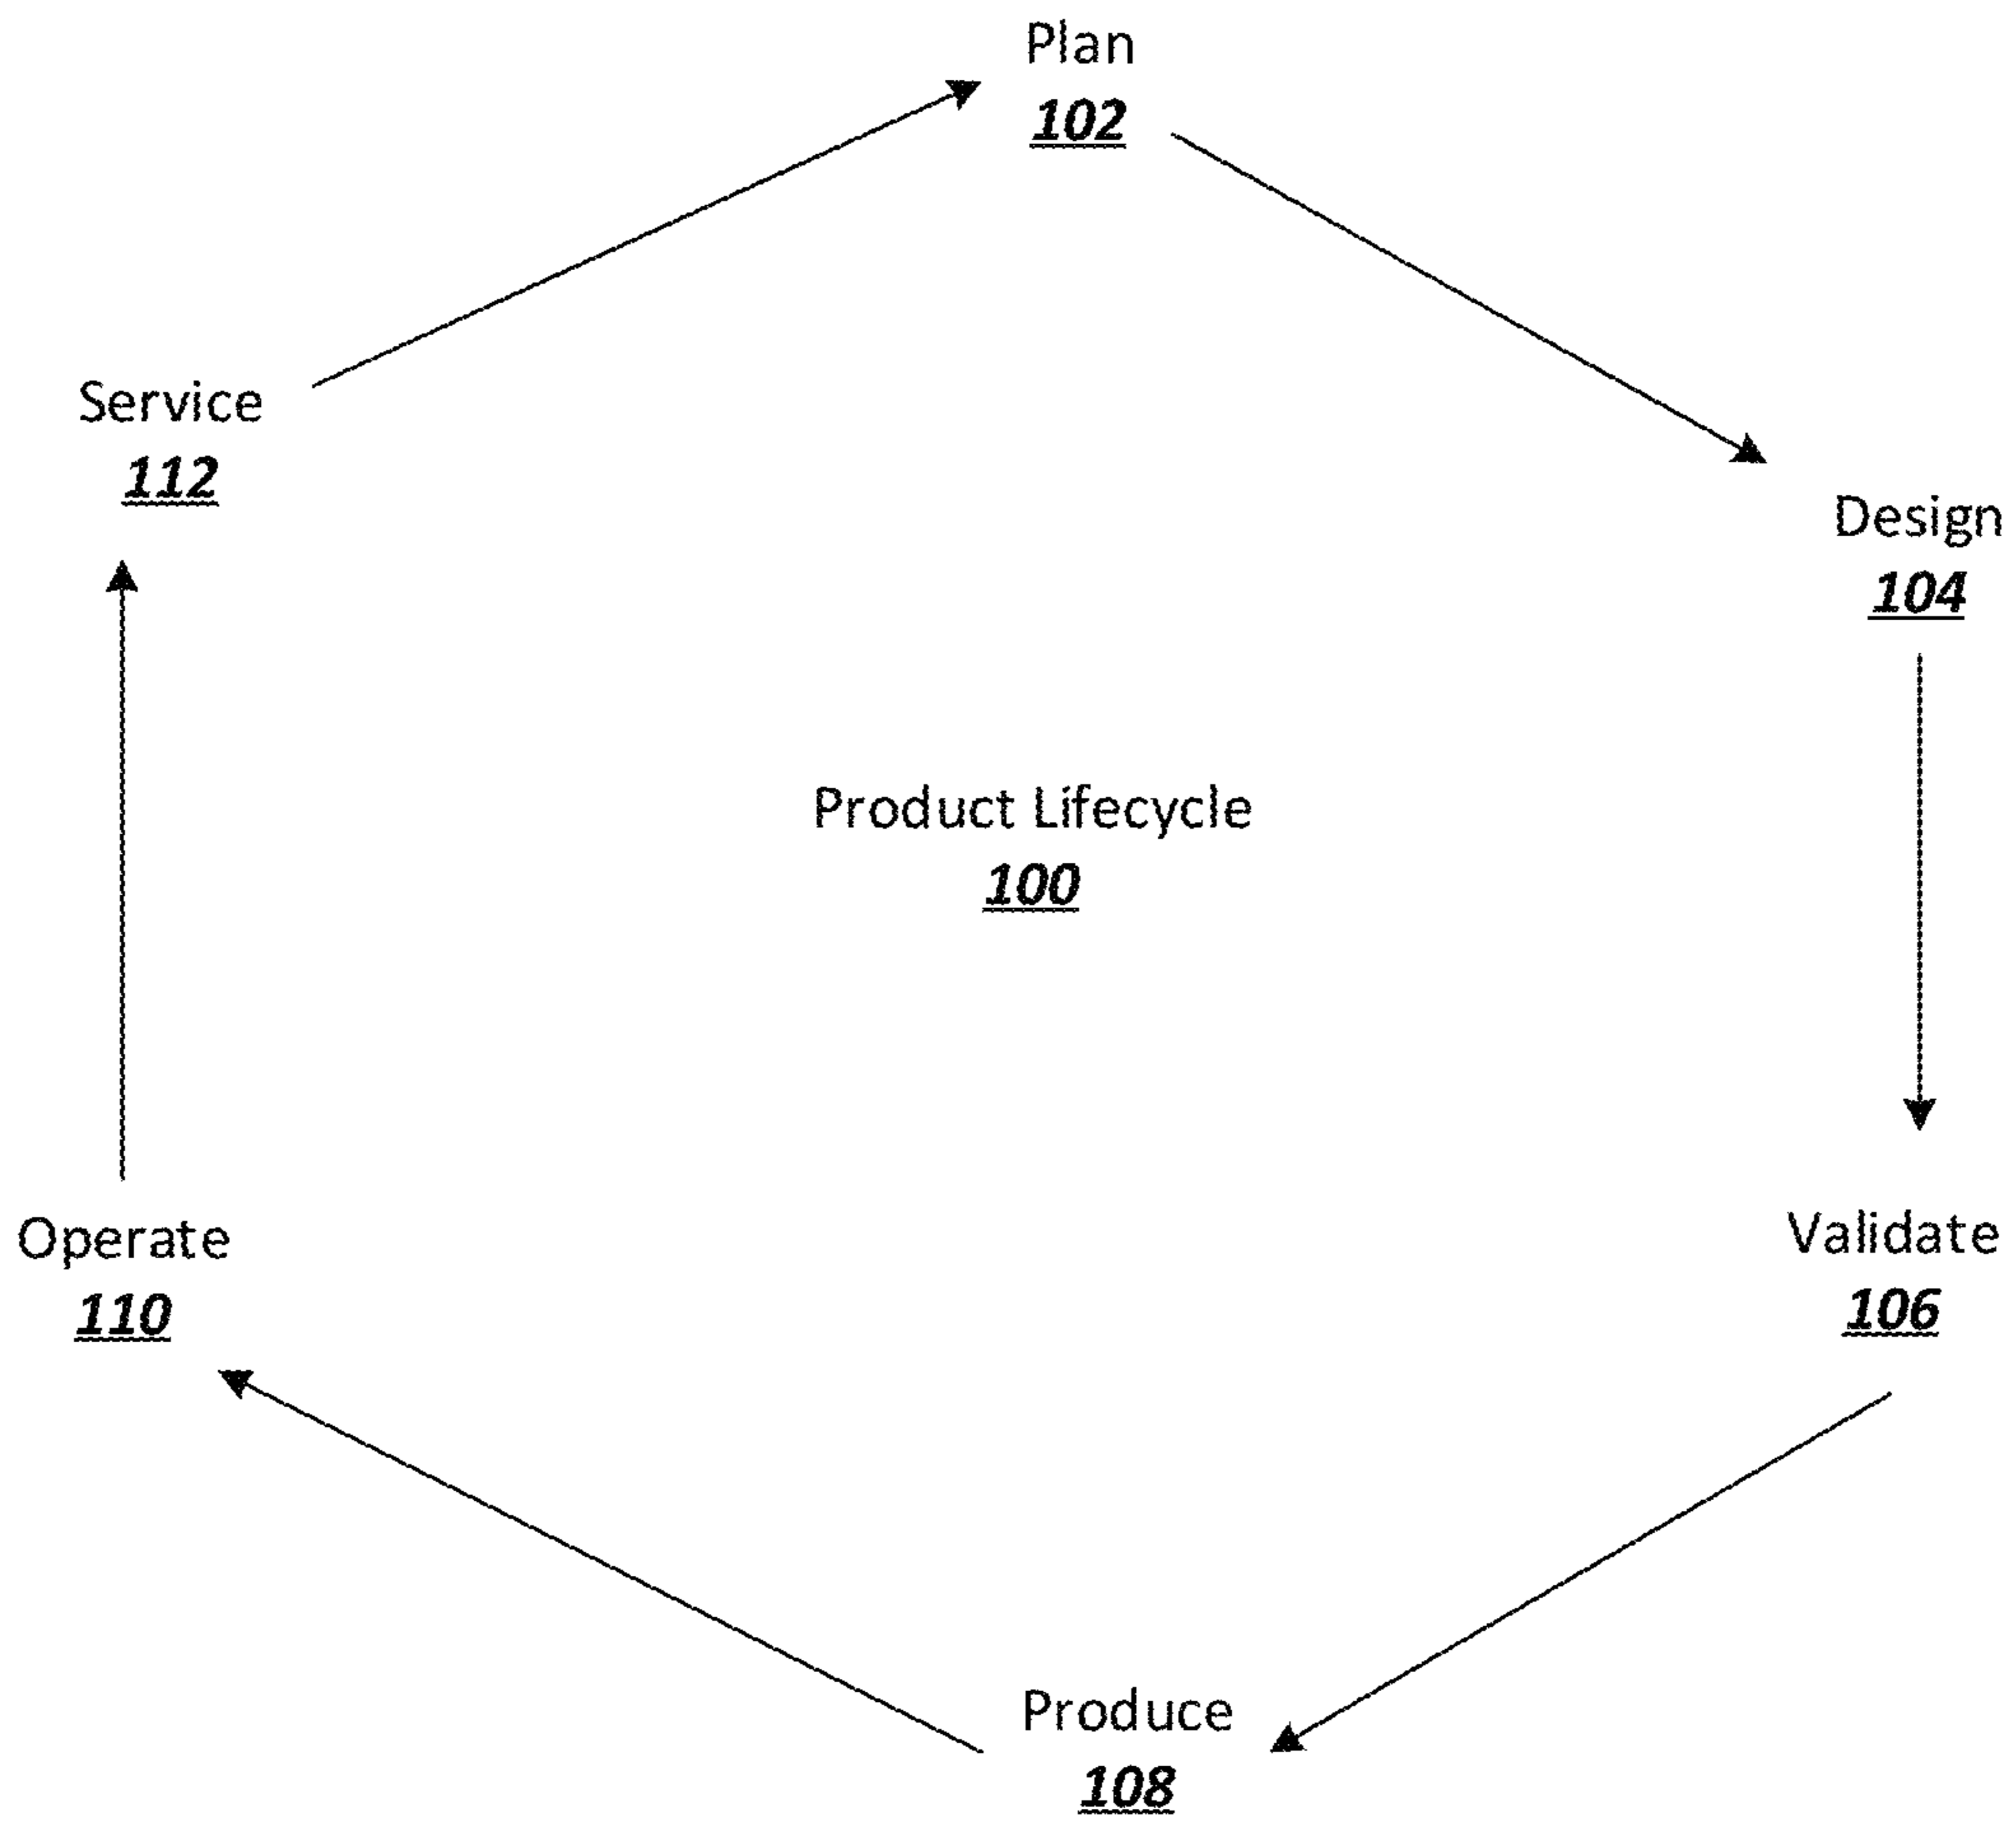 Plan
102
Service
112
Design
104
Product Lifecycle
100
Operate
110
Validate
106
Produce
108